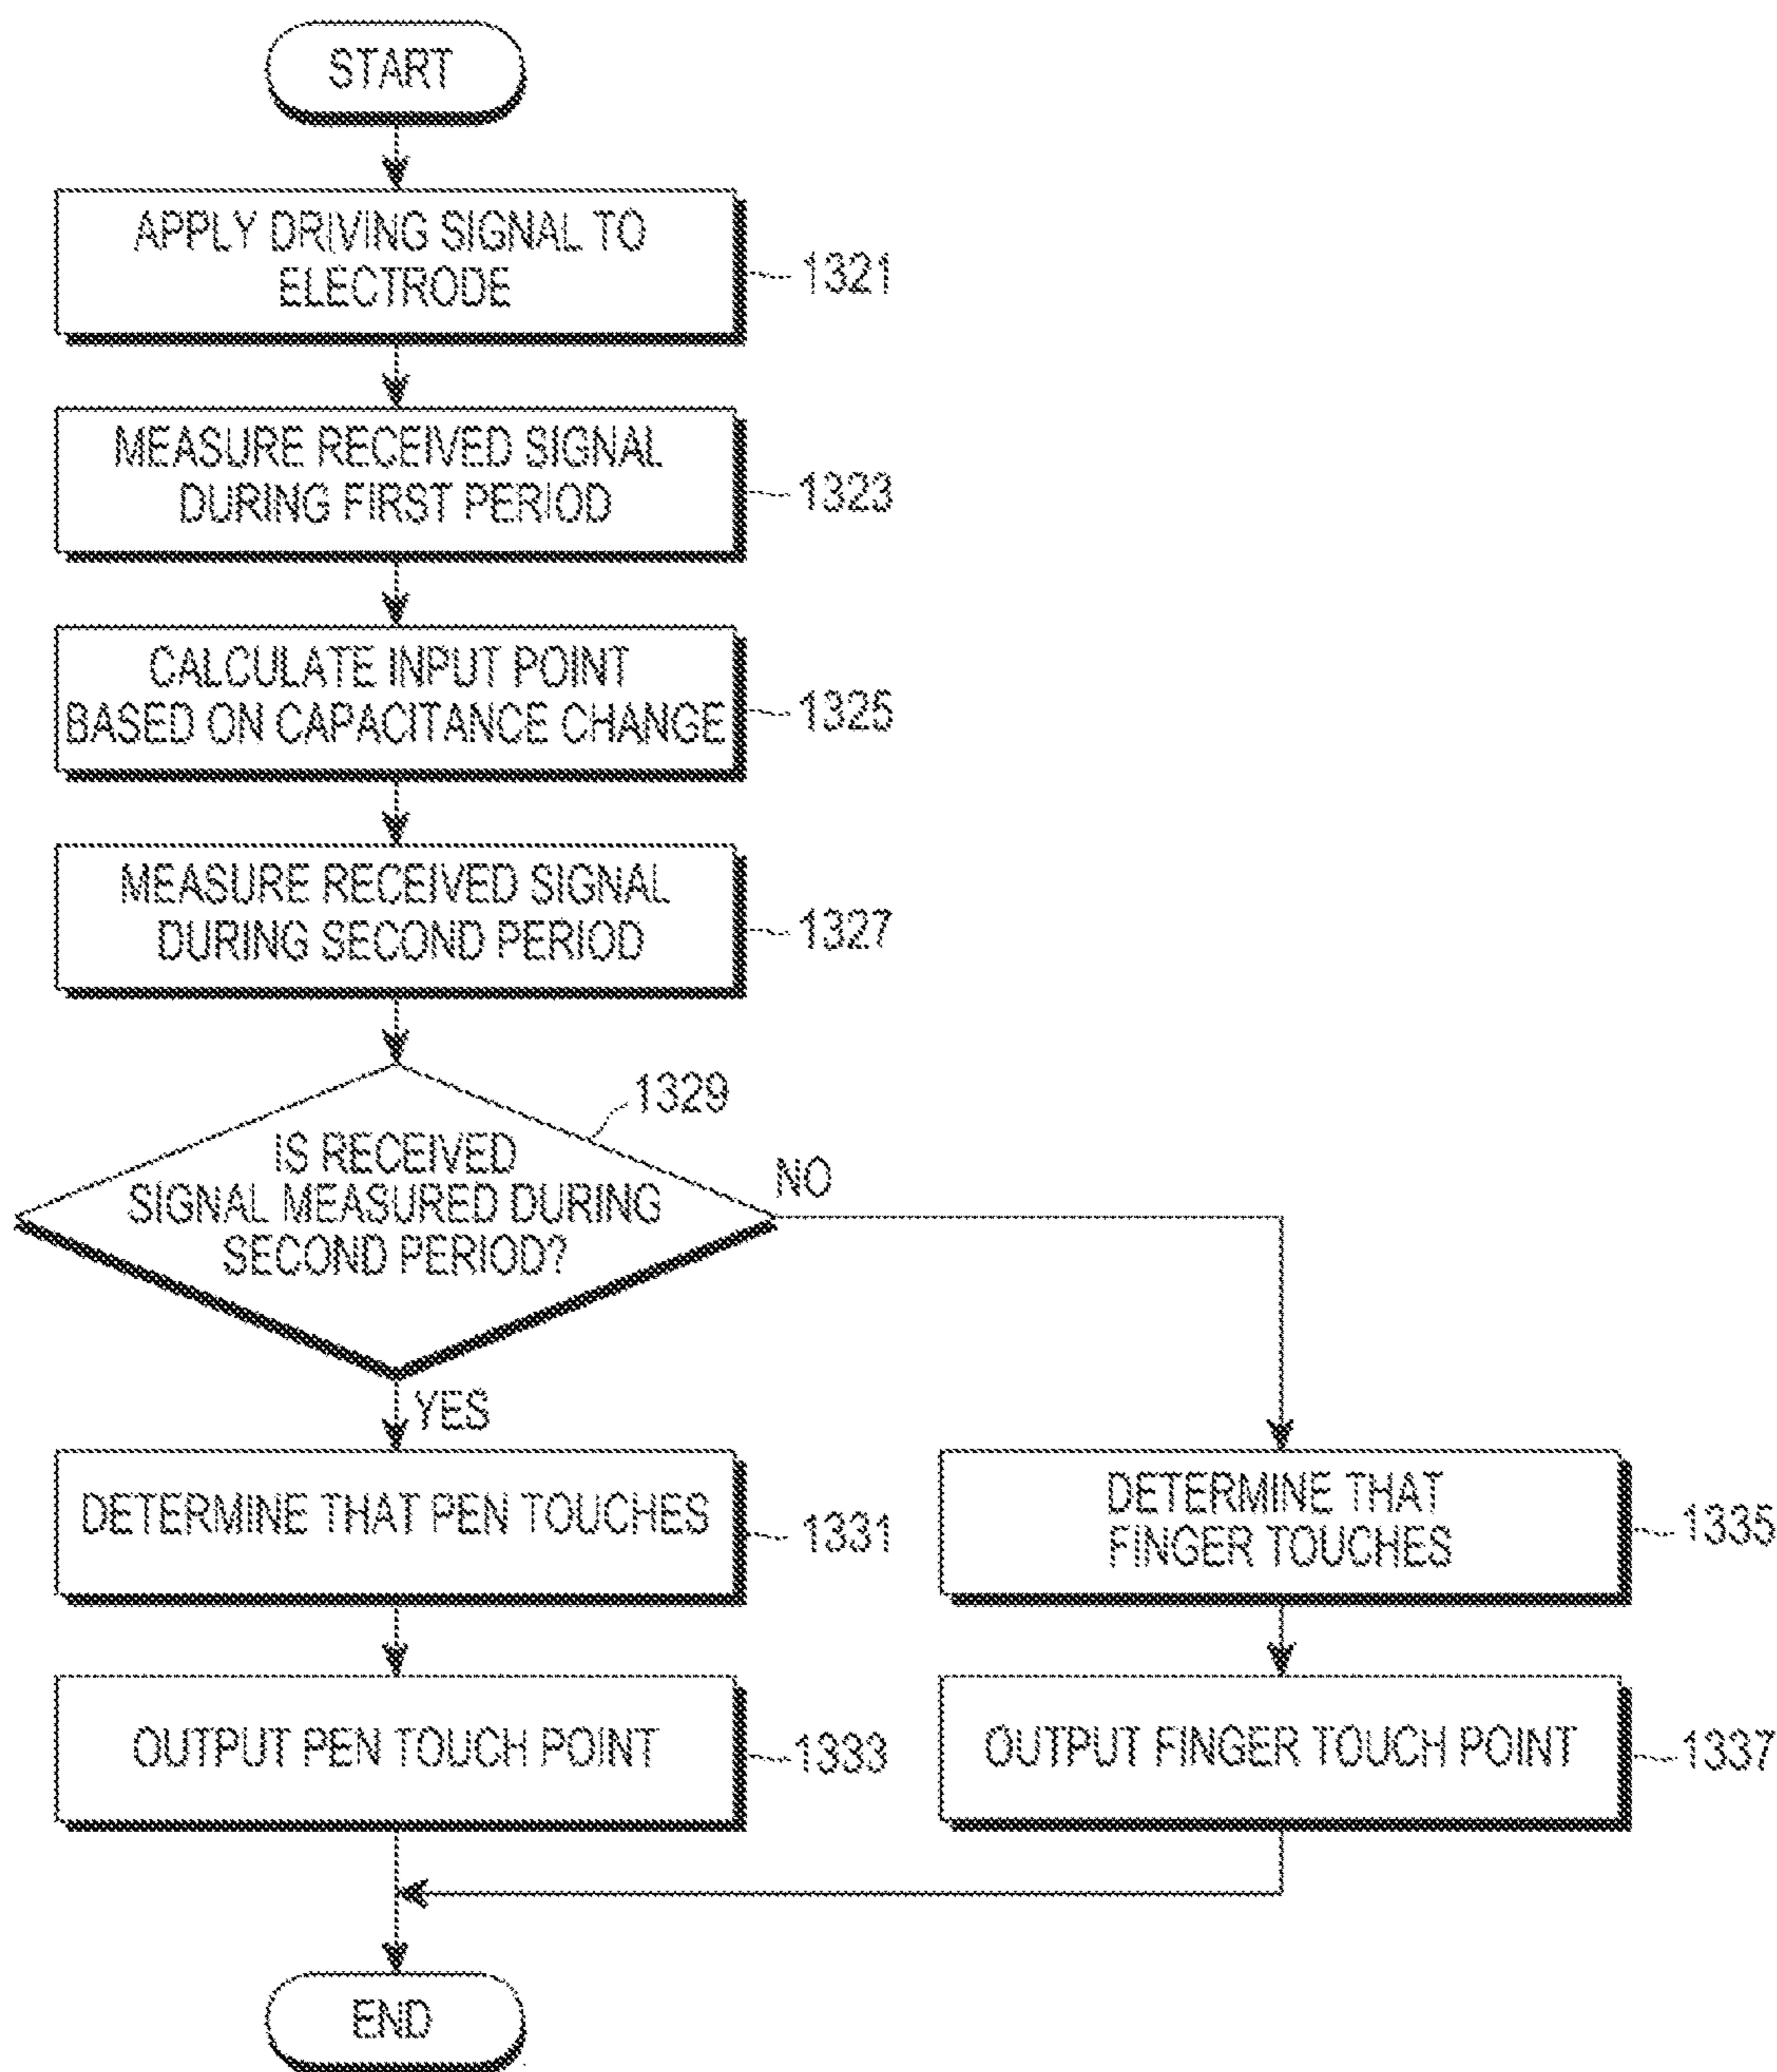 START
APPLY DRIVING SIGNAL TO
ELECTRODE
1321
MEASURE RECEIVED SIGNAL
DURING FIRST PERIOD
1323
CALCULATE INPUT POINT
BASED ON CAPACITANCE CHANGE
1325
MEASURE RECEIVED SIGNAL
DURING SECOND PERIOD
1327
1329
IS RECEIVED
SIGNAL MEASURED DURING
SECOND PERIOD?
NO
YES
DETERMINE THAT PEN TOUCHES
1331
DETERMINE THAT
FINGER TOUCHES
1335
OUTPUT PEN TOUCH POINT
1333
OUTPUT FINGER TOUCH POINT
1337
END